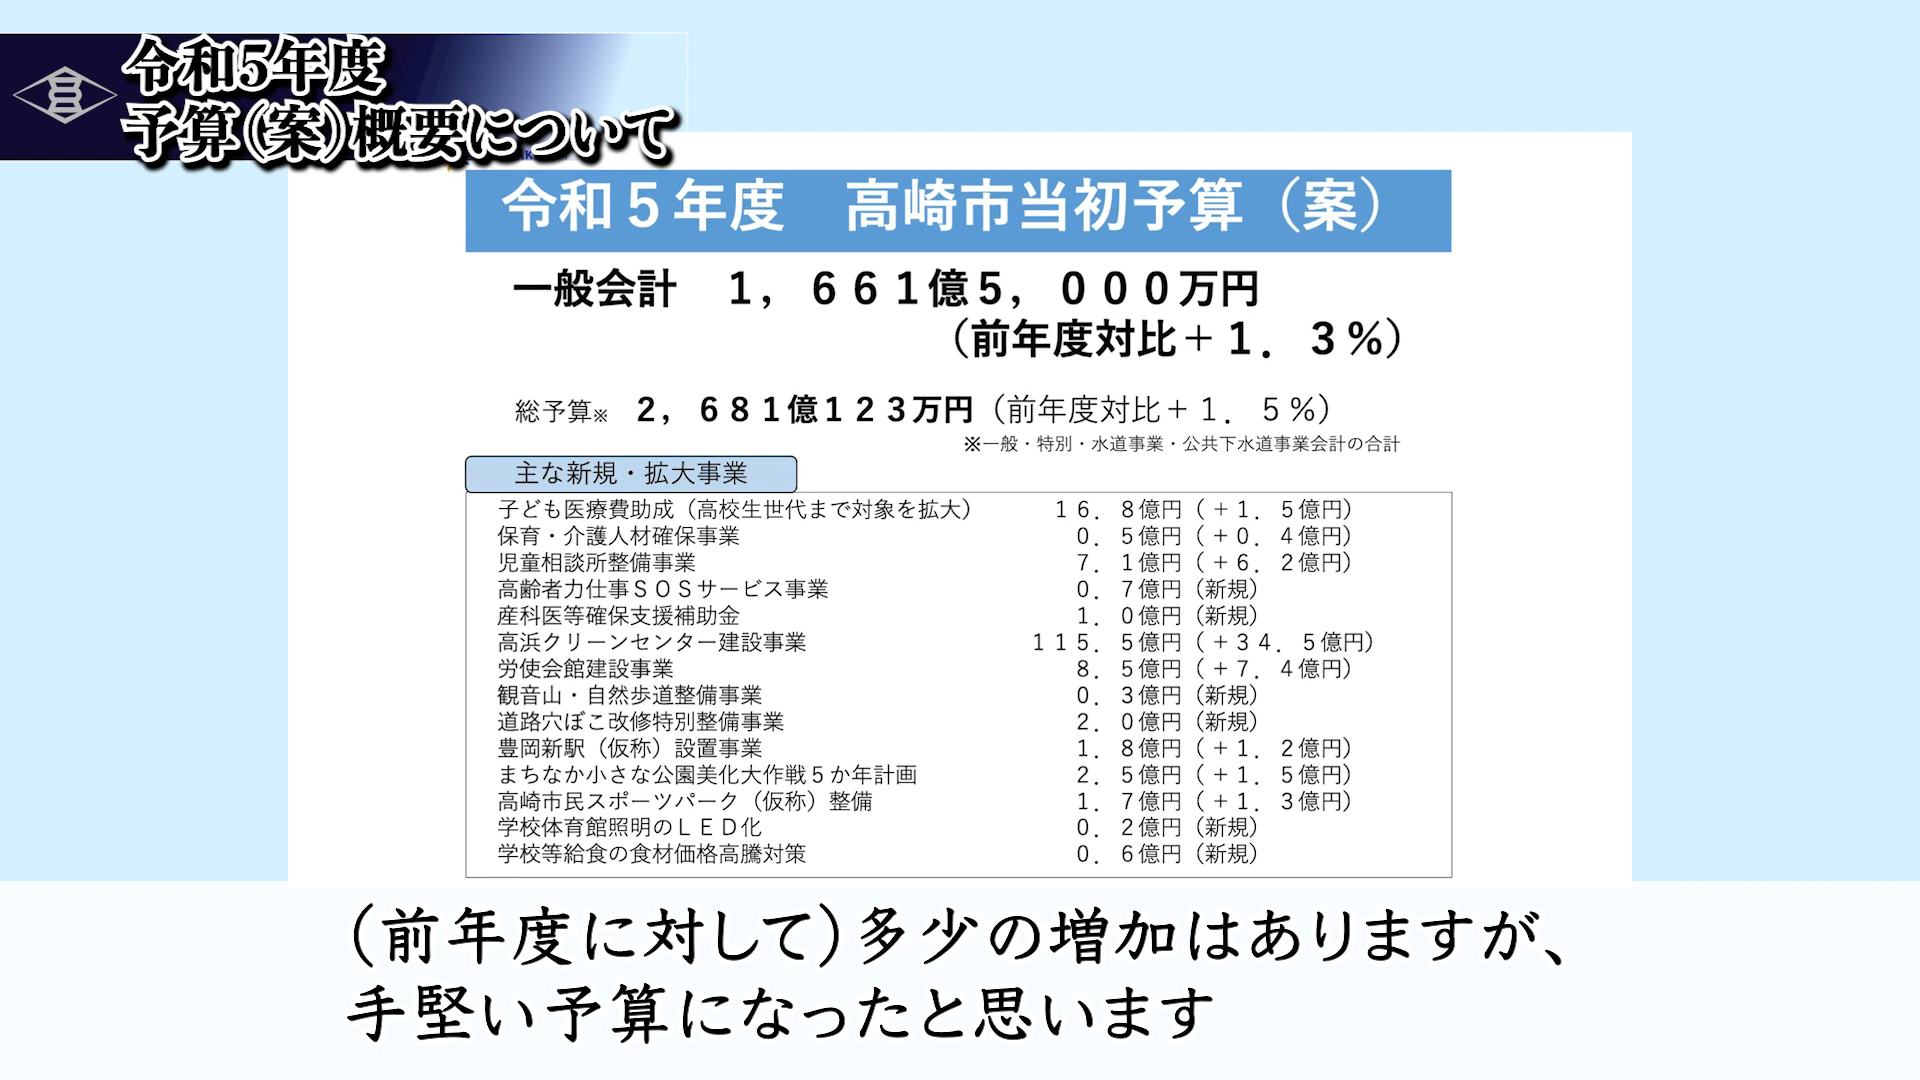 令和5年度
予算(案)概要について
令和５年度　高崎市当初予算（案）
一般会計　１，６６１億５，０００万円
（前年度対比＋１．３％）
総予算※　２，６８１億１２３万円（前年度対比＋１．５％）
※一般・特別・水道事業・公共下水道事業会計の合計
主な新規・拡大事業
子ども医療費助成（高校生世代まで対象を拡大）　１６．８億円（＋１．５億円）
保育・介護人材確保事業　０．５億円（＋０．４億円）
児童相談所整備事業　７．１億円（＋６．２億円）
高齢者力仕事ＳＯＳサービス事業　０．７億円（新規）
産科医等確保支援補助金　１．０億円（新規）
高浜クリーンセンター建設事業　１１５．５億円（＋３４．５億円）
労使会館建設事業　８．５億円（＋７．４億円）
観音山・自然歩道整備事業　０．３億円（新規）
道路穴ぼこ改修特別整備事業　２．０億円（新規）
豊岡新駅（仮称）設置事業　１．８億円（＋１．２億円）
まちなか小さな公園美化大作戦５か年計画　２．５億円（＋１．５億円）
高崎市民スポーツパーク（仮称）整備　１．７億円（＋１．３億円）
学校体育館照明のＬＥＤ化　０．２億円（新規）
学校等給食の食材価格高騰対策　０．６億円（新規）
(前年度に対して)多少の増加はありますが、
手堅い予算になったと思います